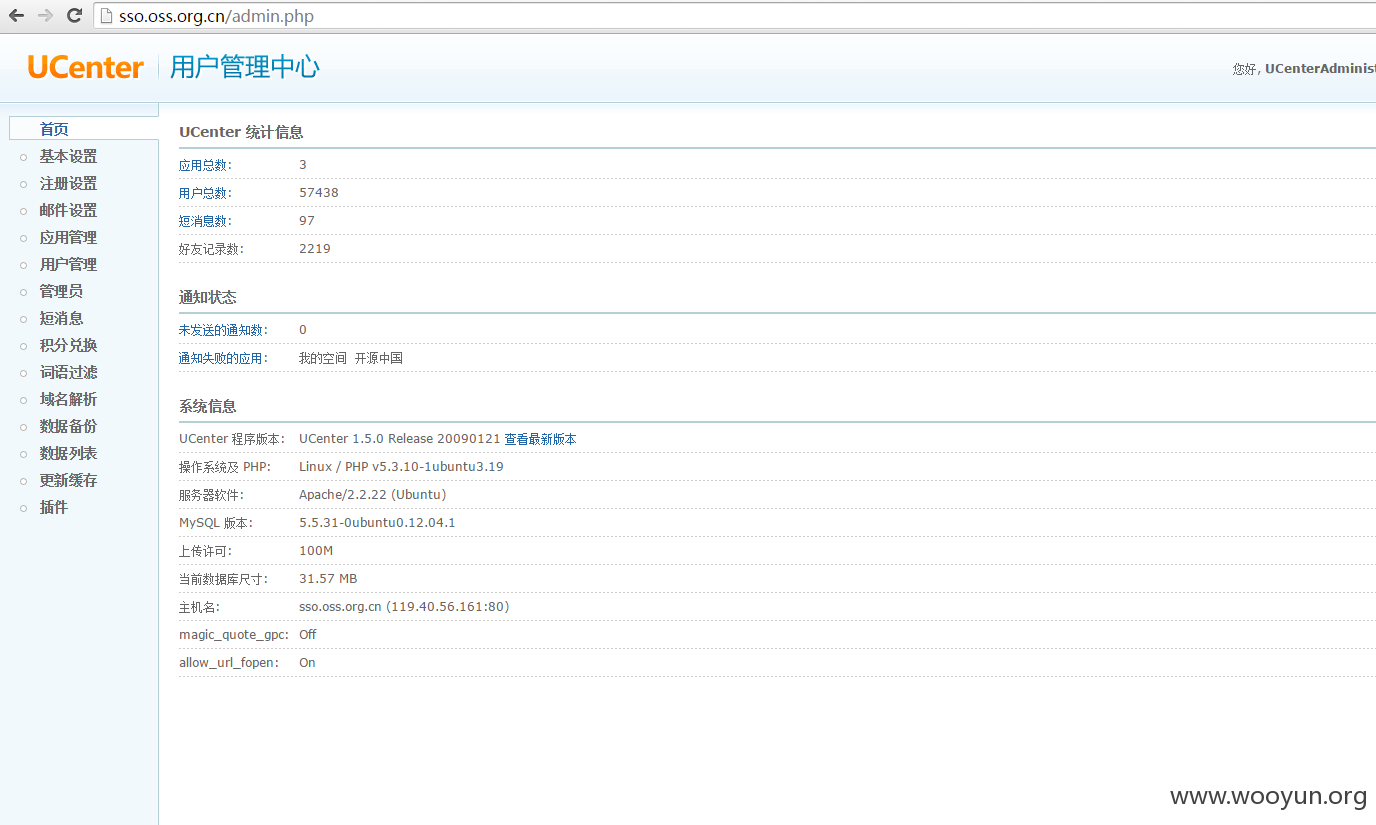 sso.oss.org.cn/admin.php
UCenter 用户管理中心
您好, UCenterAdminist
首页
基本设置
注册设置
邮件设置
应用管理
用户管理
管理员
短消息
积分兑换
词语过滤
域名解析
数据备份
数据列表
更新缓存
插件
UCenter 统计信息
应用总数: 3
用户总数: 57438
短消息数: 97
好友记录数: 2219
通知状态
未发送的通知数: 0
通知失败的应用: 我的空间 开源中国
系统信息
UCenter 程序版本: UCenter 1.5.0 Release 20090121 查看最新版本
操作系统及 PHP: Linux / PHP v5.3.10-1ubuntu3.19
服务器软件: Apache/2.2.22 (Ubuntu)
MySQL 版本: 5.5.31-0ubuntu0.12.04.1
上传许可: 100M
当前数据库尺寸: 31.57 MB
主机名: sso.oss.org.cn (119.40.56.161:80)
magic_quote_gpc: Off
allow_url_fopen: On
www.wooyun.org